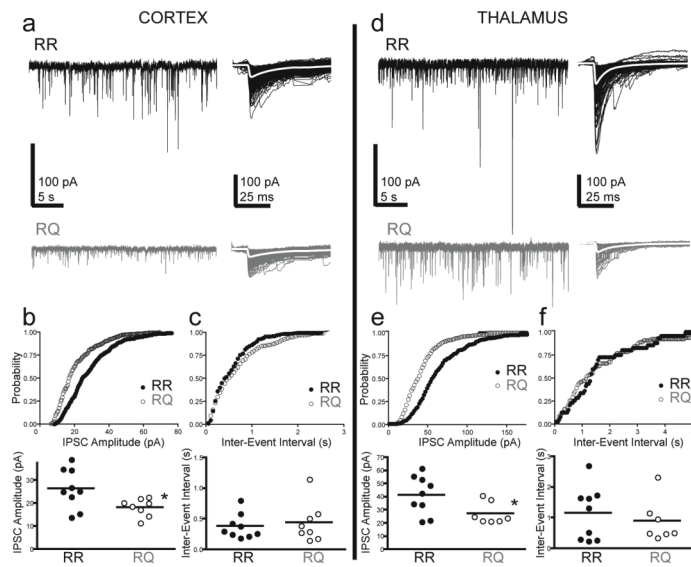 CORTEX
THALAMUS
a
RR
100 pA
5 s
100 pA
25 ms
RQ
d
RR
100 pA
5 s
100 pA
25 ms
RQ
b
Probability
1.00
0.75
0.50
0.25
0.00
0 20 40 60 80
IPSC Amplitude (pA)
RR
RQ
IPSC Amplitude (pA)
50
40
30
20
10
0
*
RR RQ
c
1.00
0.75
0.50
0.25
0.00
0 1 2 3
Inter-Event Interval (s)
RR
RQ
Inter-Event Interval (s)
1.5
1.0
0.5
0.0
RR RQ
e
Probability
1.00
0.75
0.50
0.25
0.00
0 50 100 150
IPSC Amplitude (pA)
RR
RQ
IPSC Amplitude (pA)
70
60
50
40
30
20
10
0
*
RR RQ
f
1.00
0.75
0.50
0.25
0.00
0 1 2 3 4
Inter-Event Interval (s)
RR
RQ
Inter-Event Interval (s)
3
2
1
0
RR RQ